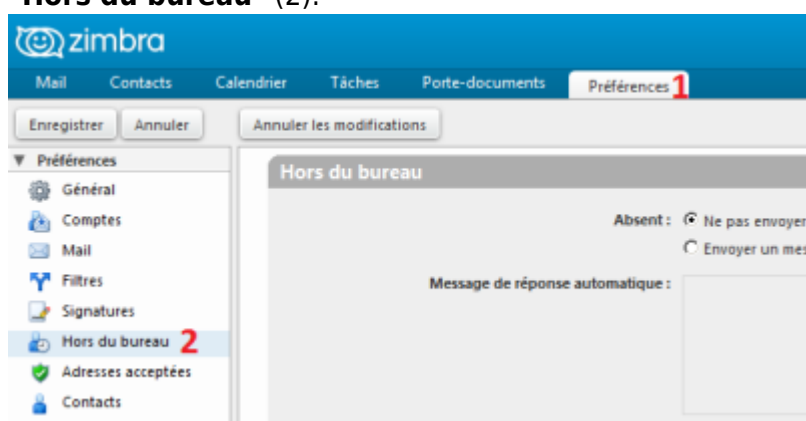 "Hors du bureau" (2).
zimbra
Mail Contacts Calendrier Tâches Porte-documents Préférences 1
Enregistrer Annuler Annuler les modifications
Préférences
Général
Comptes
Mail
Filtres
Signatures
Hors du bureau 2
Adresses acceptées
Contacts
Hors du bureau
Absent : Ne pas envoyer
Envoyer un mes
Message de réponse automatique :